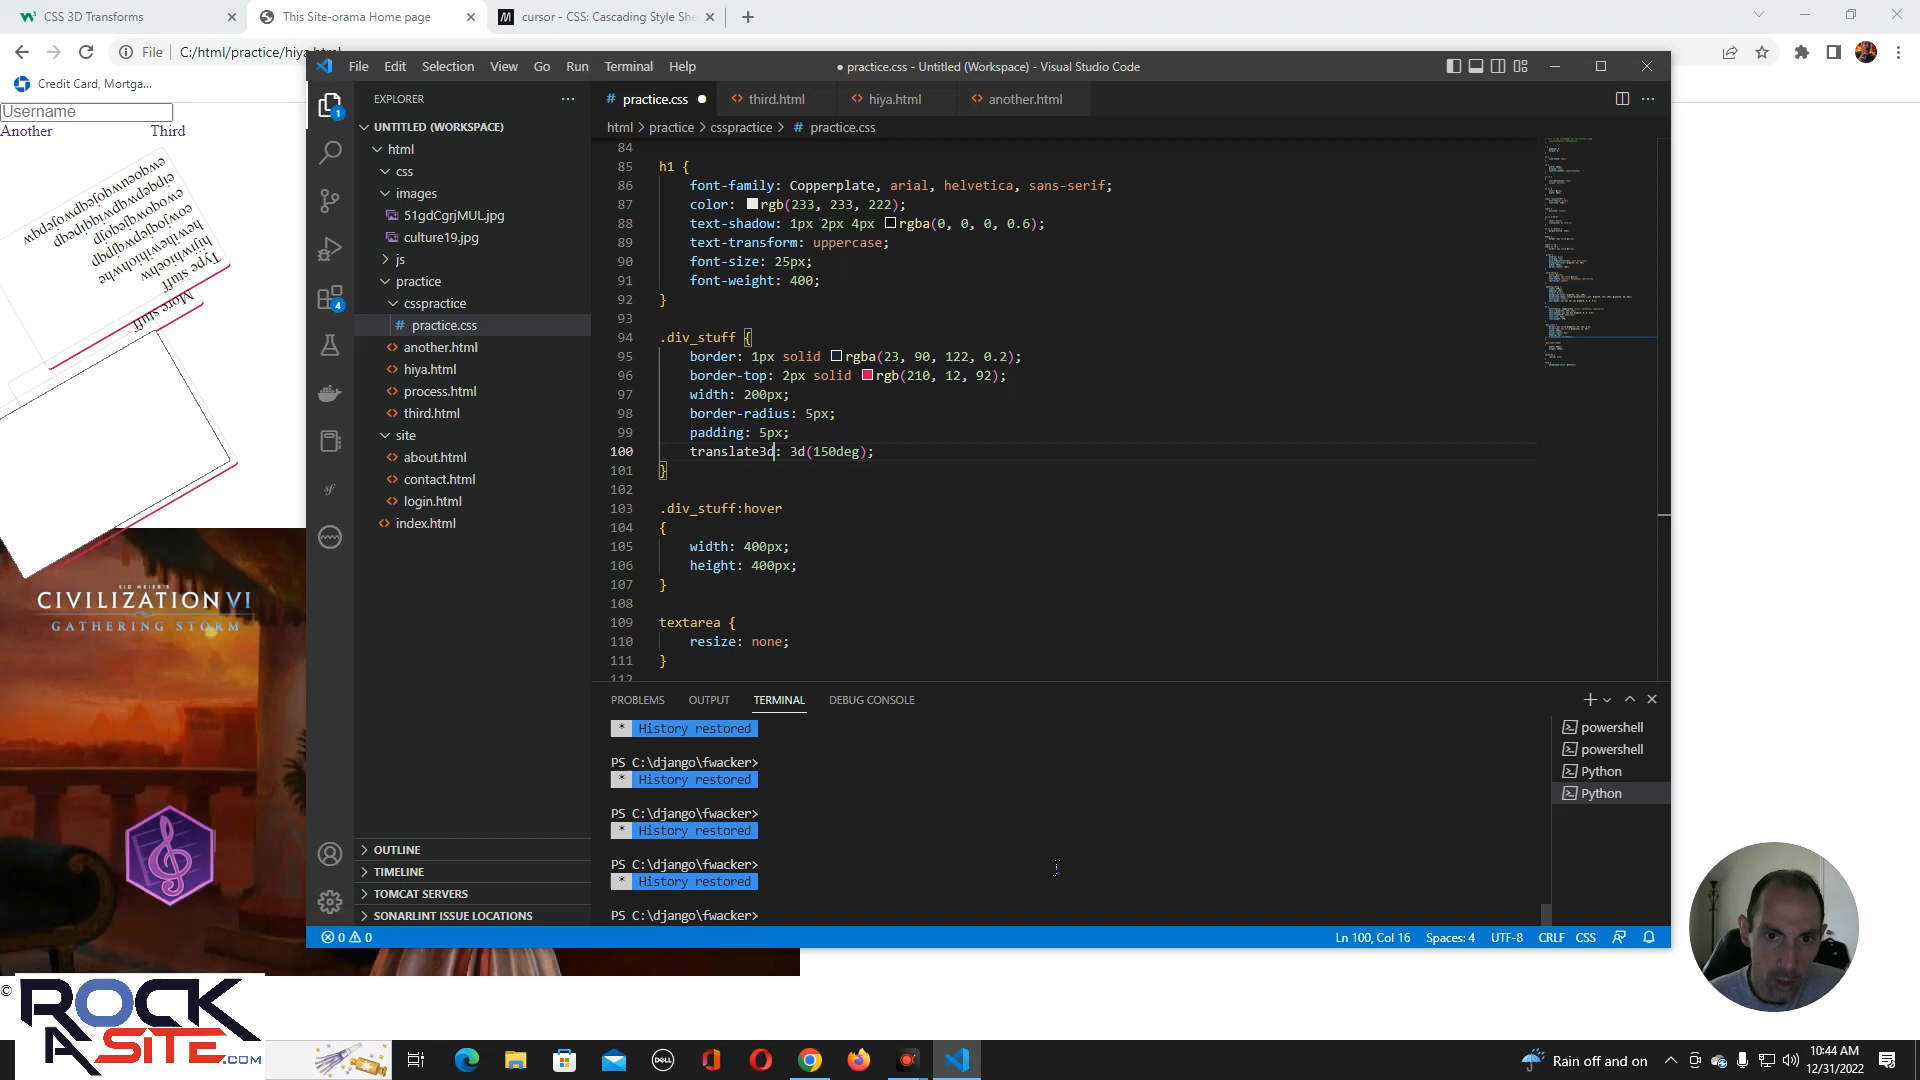 CSS 3D Transforms
This Site-orama Home page
cursor - CSS: Cascading Style She
File
C:/html/practice/hiya.html
Credit Card, Mortga...
Username
Another
Third
Type stuff
More stuff
SID MEIER'S
CIVILIZATION VI
GATHERING STORM
©
ROCK
A SITE.COM
File Edit Selection View Go Run Terminal Help
● practice.css - Untitled (Workspace) - Visual Studio Code
EXPLORER
UNTITLED (WORKSPACE)
html
css
images
51gdCgrjMUL.jpg
culture19.jpg
js
practice
csspractice
# practice.css
<> another.html
<> hiya.html
<> process.html
<> third.html
site
<> about.html
<> contact.html
<> login.html
<> index.html
OUTLINE
TIMELINE
TOMCAT SERVERS
SONARLINT ISSUE LOCATIONS
1
4
# practice.css ●
<> third.html
<> hiya.html
<> another.html
html > practice > csspractice > # practice.css
84
85 h1 {
86 font-family: Copperplate, arial, helvetica, sans-serif;
87 color: rgb(233, 233, 222);
88 text-shadow: 1px 2px 4px rgba(0, 0, 0, 0.6);
89 text-transform: uppercase;
90 font-size: 25px;
91 font-weight: 400;
92 }
93
94 .div_stuff {
95 border: 1px solid rgba(23, 90, 122, 0.2);
96 border-top: 2px solid rgb(210, 12, 92);
97 width: 200px;
98 border-radius: 5px;
99 padding: 5px;
100 translate3d: 3d(150deg);
101 }
102
103 .div_stuff:hover
104 {
105 width: 400px;
106 height: 400px;
107 }
108
109 textarea {
110 resize: none;
111 }
112
PROBLEMS OUTPUT TERMINAL DEBUG CONSOLE
* History restored
PS C:\django\fwacker>
* History restored
PS C:\django\fwacker>
* History restored
PS C:\django\fwacker>
* History restored
PS C:\django\fwacker>
powershell
powershell
Python
Python
0 0
Ln 100, Col 16 Spaces: 4 UTF-8 CRLF CSS
DELL
Rain off and on
10:44 AM
12/31/2022